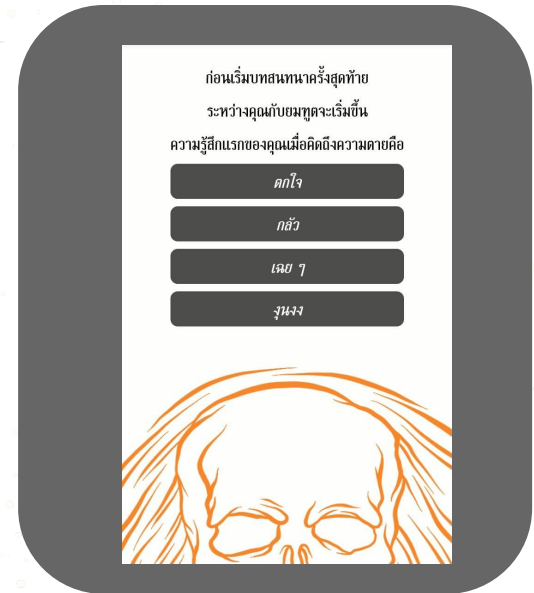 ก่อนเริ่มบทสนทนาครั้งสุดท้าย
ระหว่างคุณกับยมทูตจะเริ่มขึ้น
ความรู้สึกแรกของคุณเมื่อคิดถึงความตายคือ
ตกใจ
กลัว
เฉย ๆ
งุนงง